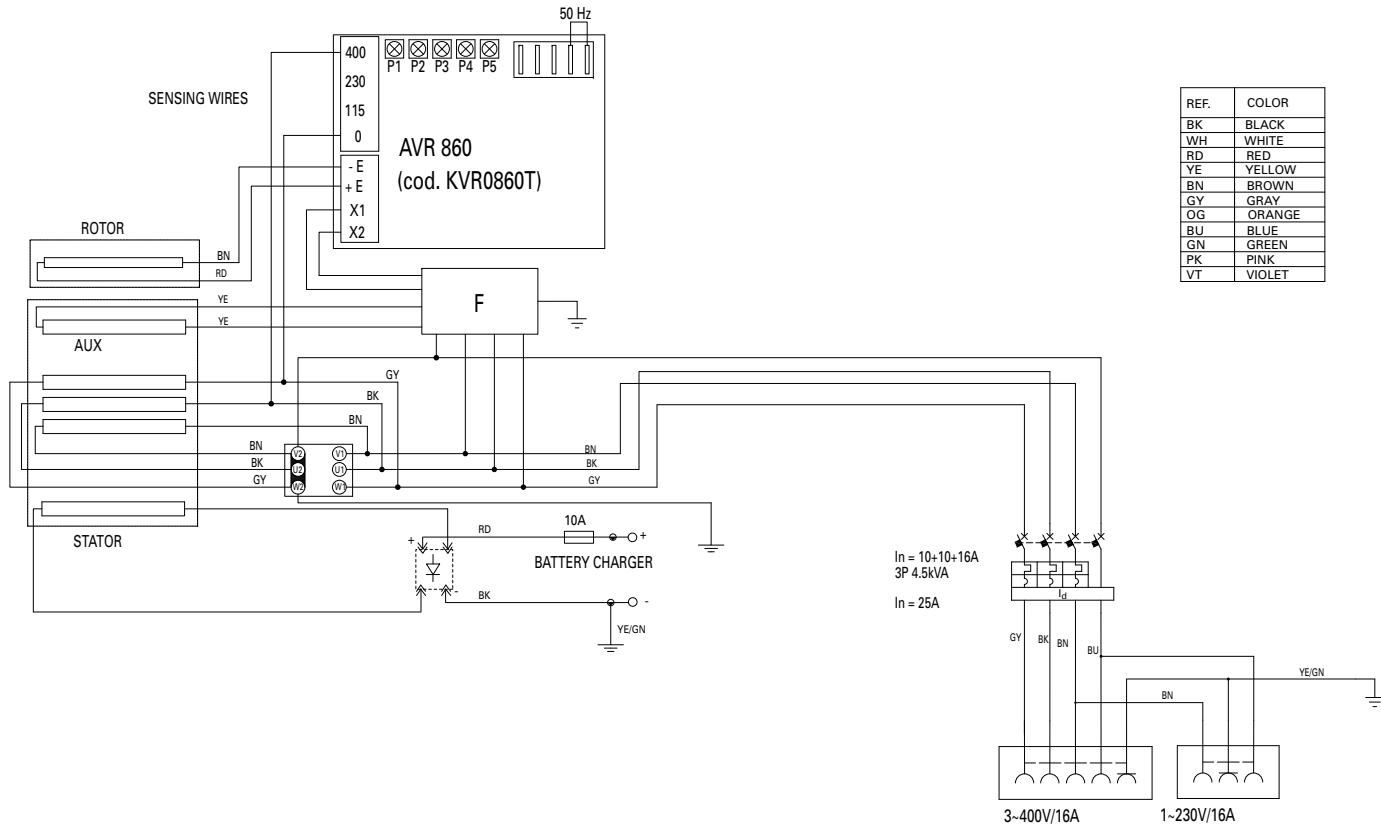 50 Hz
400
230
115
0
P1 P2 P3 P4 P5
SENSING WIRES
AVR 860
(cod. KVR0860T)
- E
+ E
X1
X2
REF. COLOR
BK BLACK
WH WHITE
RD RED
YE YELLOW
BN BROWN
GY GRAY
OG ORANGE
BU BLUE
GN GREEN
PK PINK
VT VIOLET
ROTOR
BN
RD
YE
YE
F
AUX
GY
BK
BN
BN
BK
GY
V2 V1
U2 U1
W2 W1
BN
BK
GY
STATOR
+
RD
10A
+
BATTERY CHARGER
-
BK
-
YE/GN
In = 10+10+16A
3P 4.5kVA
In = 25A
Id
GY
BK
BN
BU
YE/GN
BN
3~400V/16A
1~230V/16A